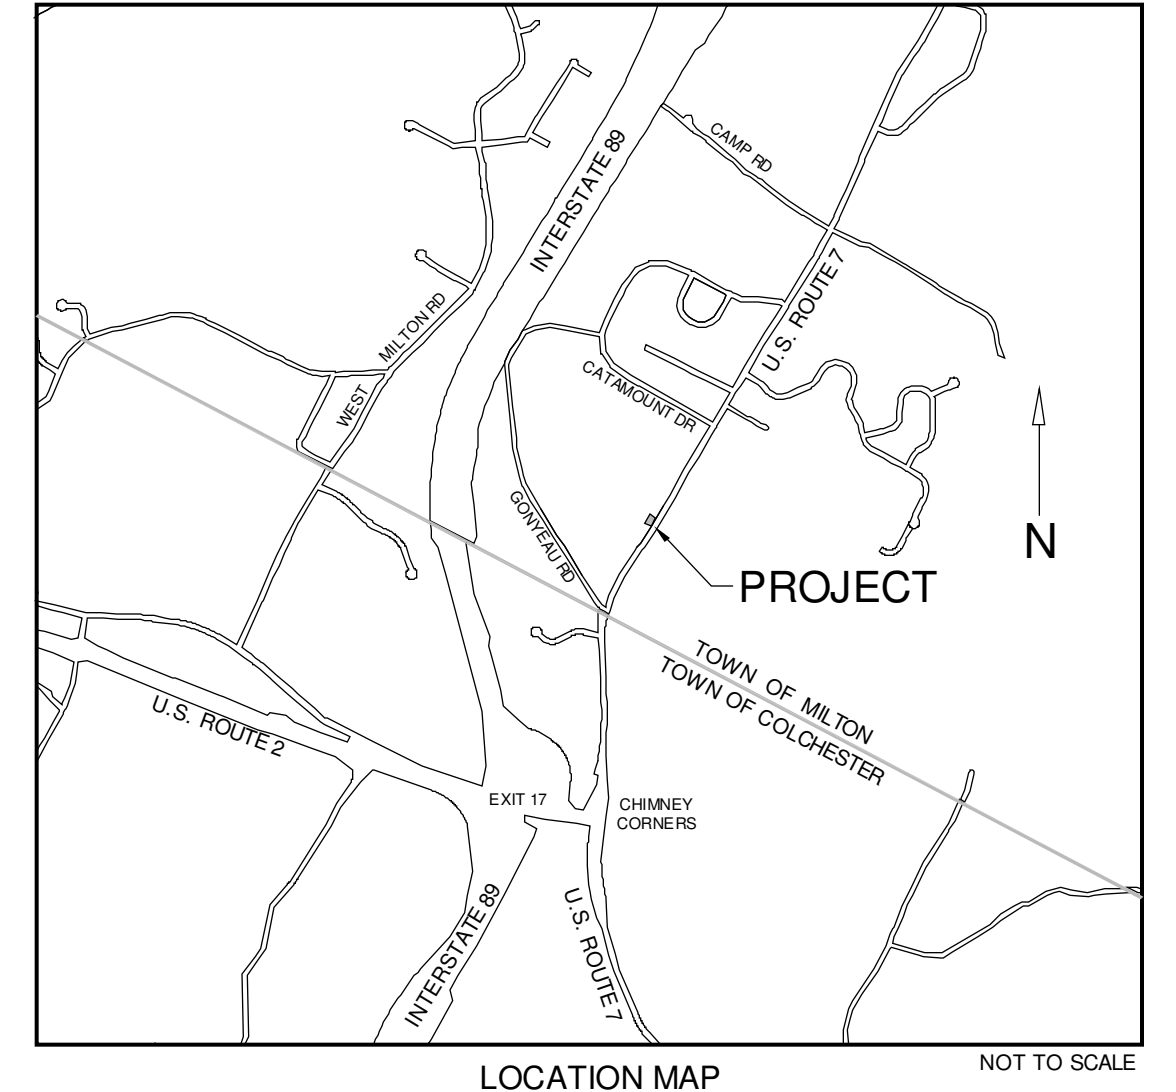 CAMP RD
INTERSTATE 89
U.S. ROUTE 7
MILTON RD
WEST
CATAMOUNT DR
GONYEAU RD
N
PROJECT
TOWN OF MILTON
TOWN OF COLCHESTER
U.S. ROUTE 2
EXIT 17
CHIMNEY
CORNERS
INTERSTATE 89
U.S. ROUTE 7
NOT TO SCALE
LOCATION MAP